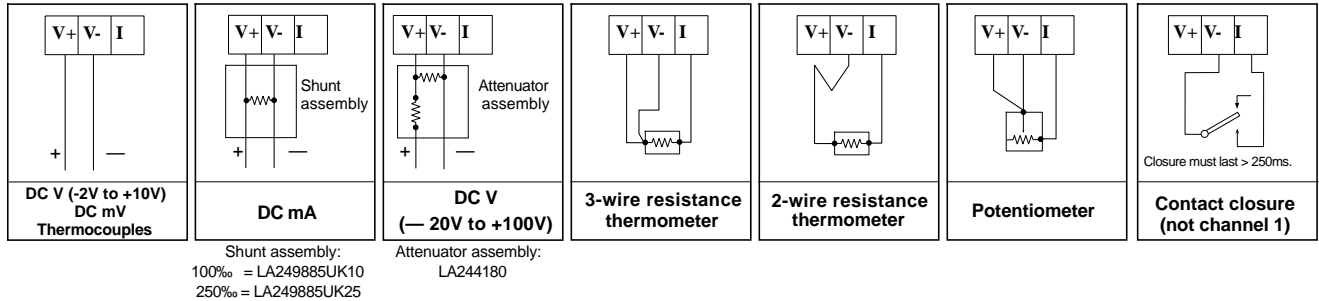 V+ V- I
+ —
DC V (-2V to +10V)
DC mV
Thermocouples
V+ V- I
Shunt
assembly
+ —
DC mA
Shunt assembly:
100‰ = LA249885UK10
250‰ = LA249885UK25
V+ V- I
Attenuator
assembly
+ —
DC V
(— 20V to +100V)
Attenuator assembly:
LA244180
V+ V- I
3-wire resistance
thermometer
V+ V- I
2-wire resistance
thermometer
V+ V- I
Potentiometer
V+ V- I
Closure must last > 250ms.
Contact closure
(not channel 1)